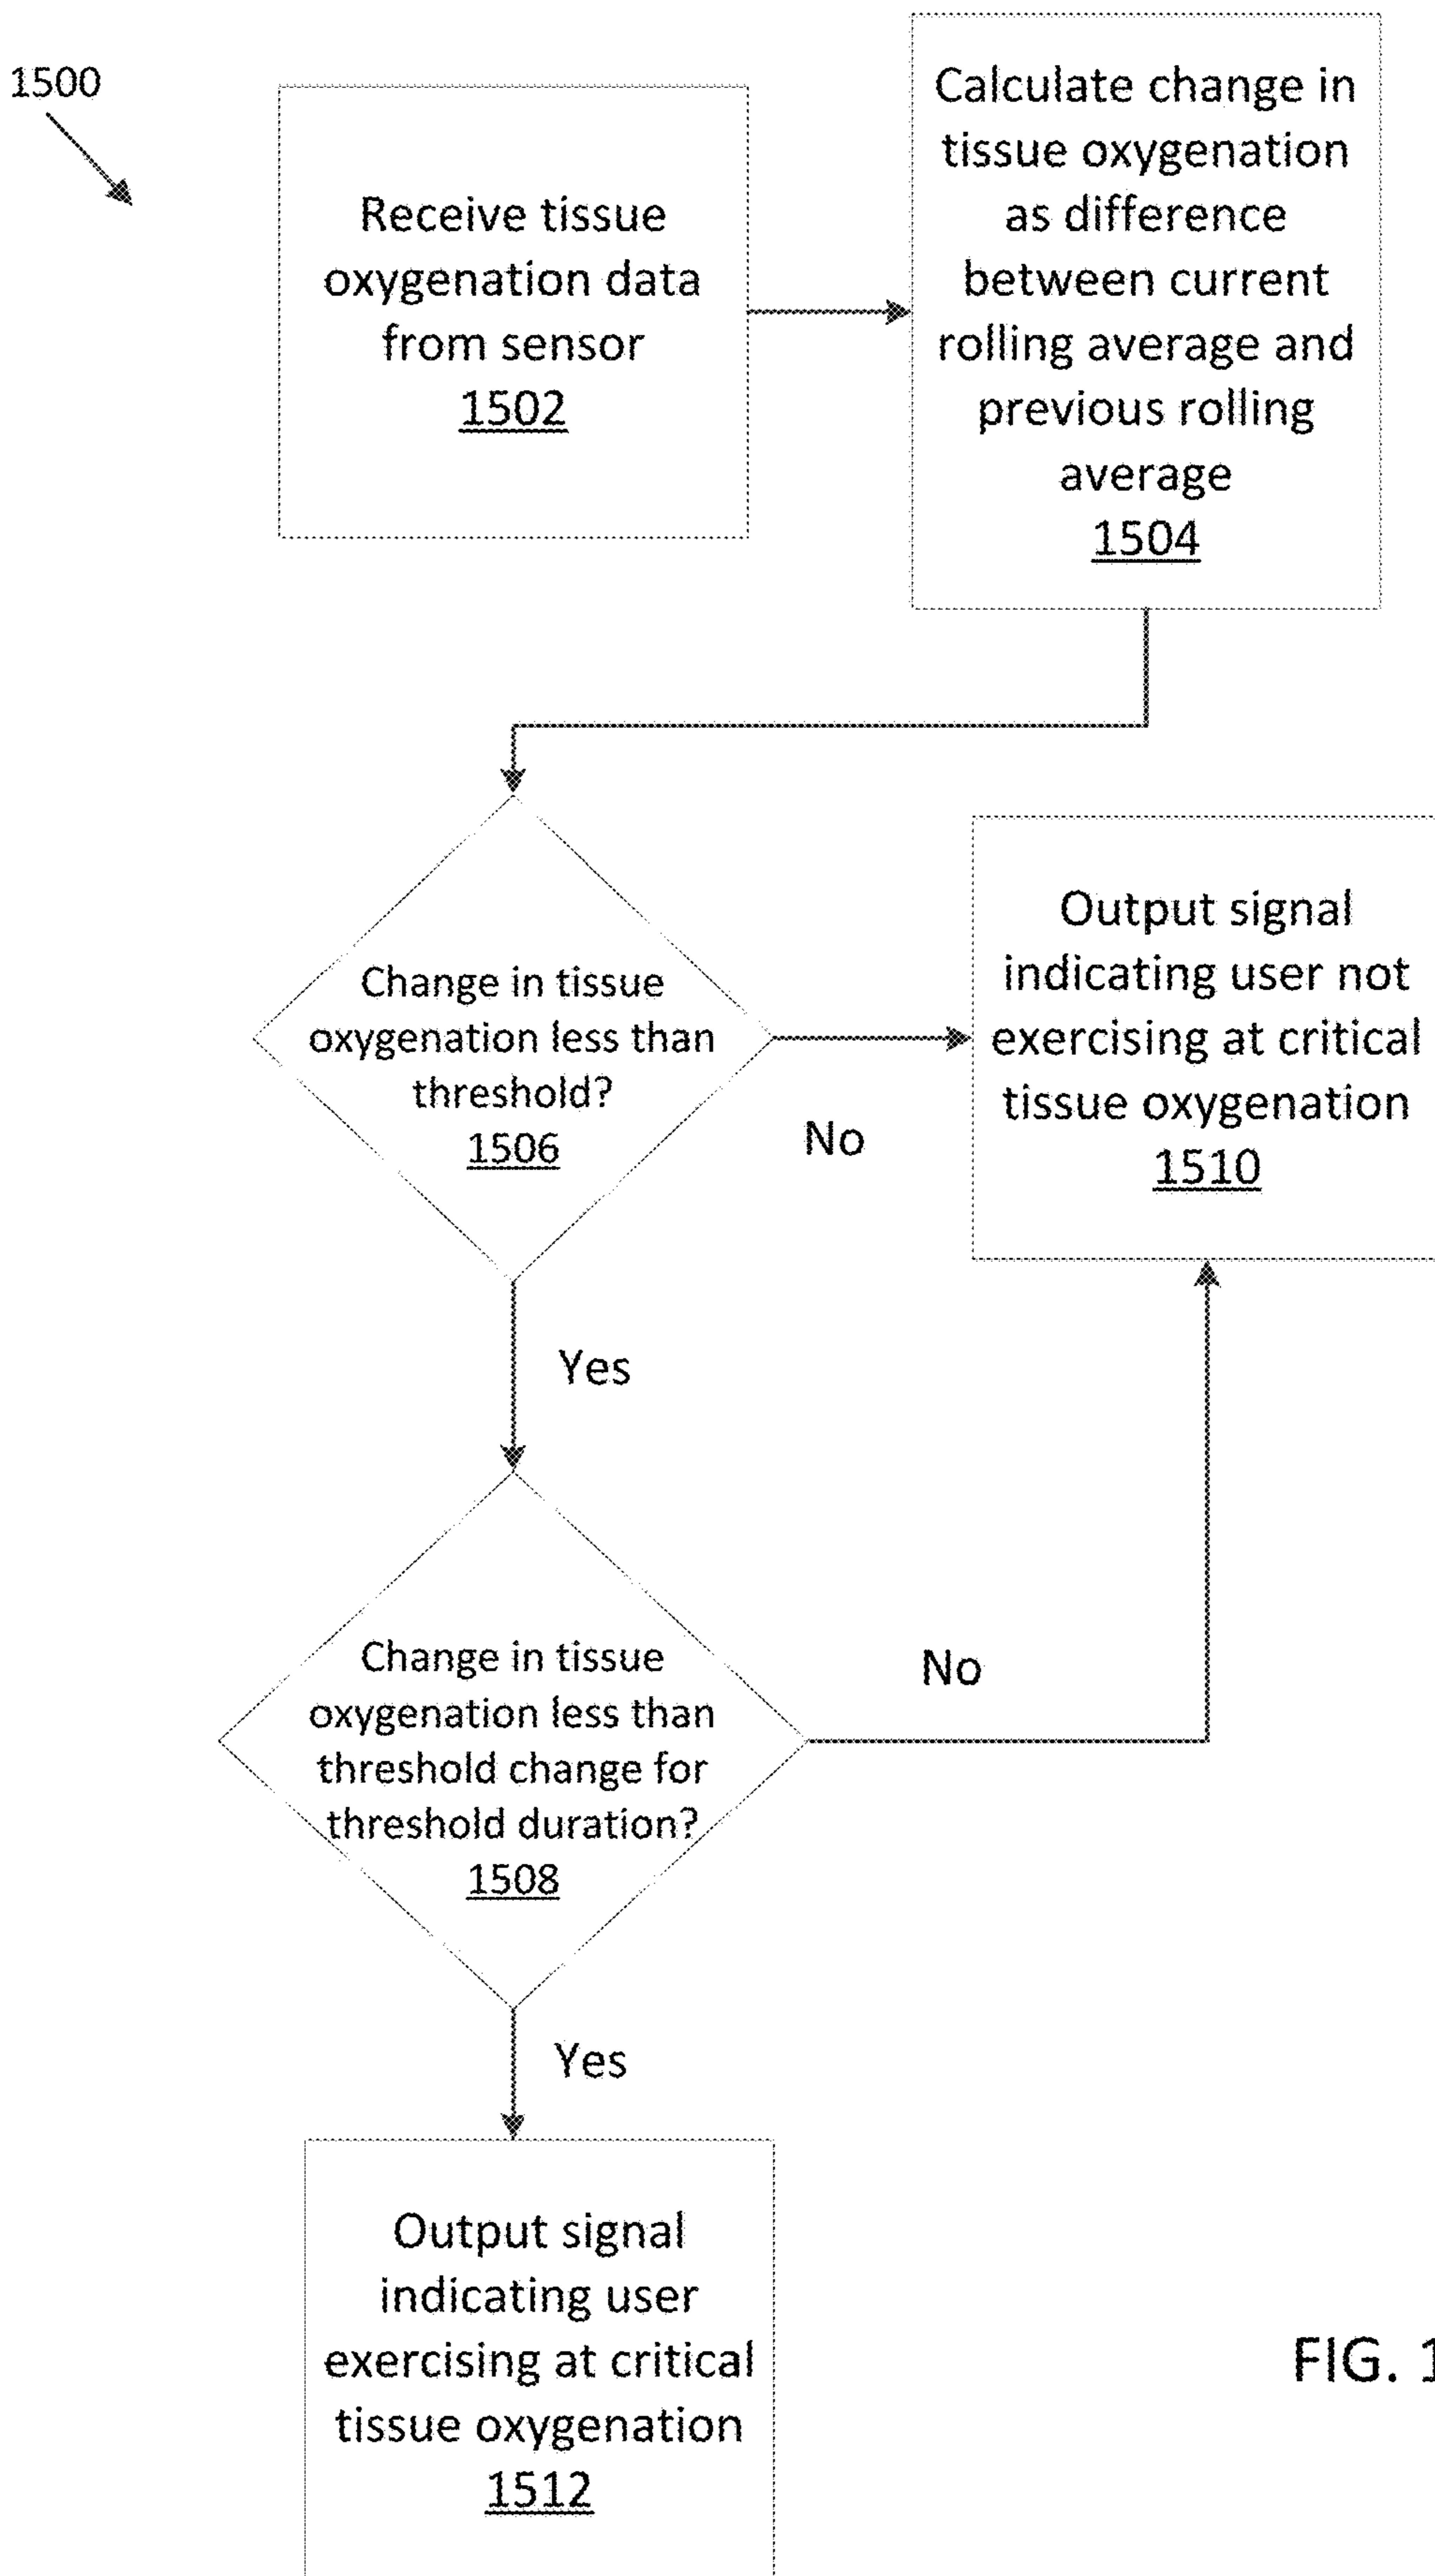 1500
Receive tissue
oxygenation data
from sensor
1502
Calculate change in
tissue oxygenation
as difference
between current
rolling average and
previous rolling
average
1504
Change in tissue
oxygenation less than
threshold?
1506
No
Output signal
indicating user not
exercising at critical
tissue oxygenation
1510
Yes
Change in tissue
oxygenation less than
threshold change for
threshold duration?
1508
No
Yes
Output signal
indicating user
exercising at critical
tissue oxygenation
1512
FIG. 1